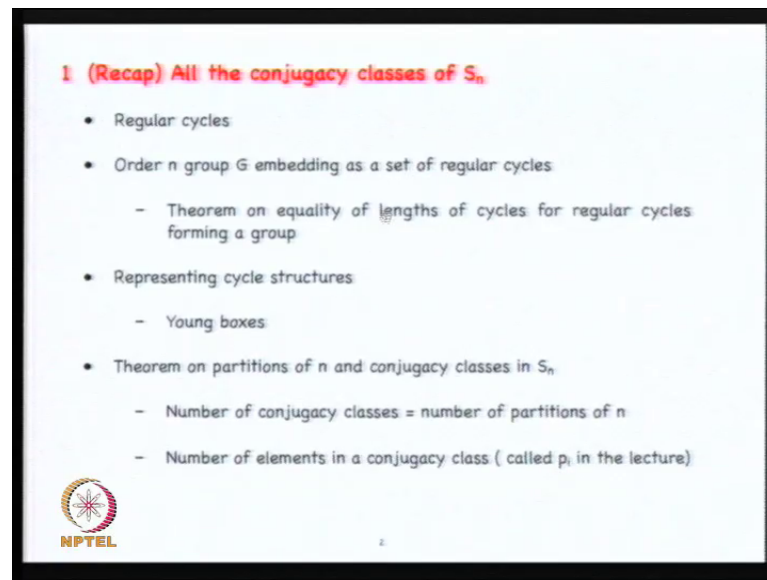 1 (Recap) All the conjugacy classes of Sₙ
• Regular cycles
• Order n group G embedding as a set of regular cycles
– Theorem on equality of lengths of cycles for regular cycles
forming a group
• Representing cycle structures
– Young boxes
• Theorem on partitions of n and conjugacy classes in Sₙ
– Number of conjugacy classes = number of partitions of n
– Number of elements in a conjugacy class ( called pᵢ in the lecture)
NPTEL
2